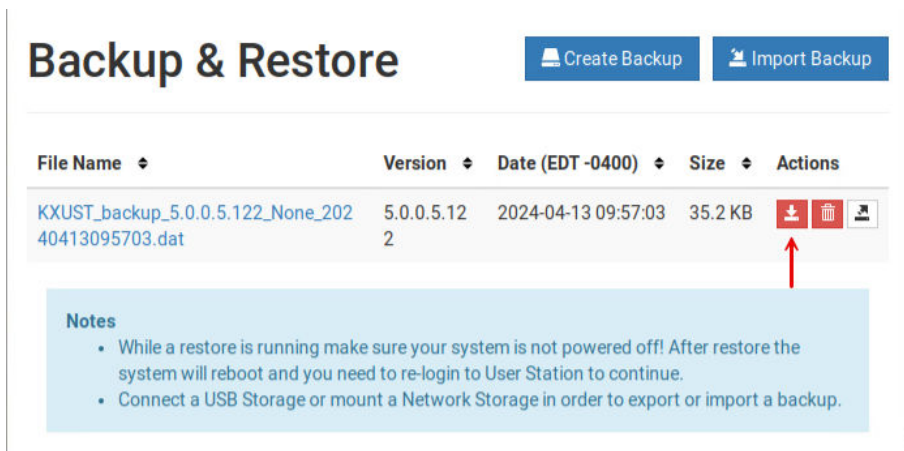 Backup & Restore
Create Backup
Import Backup
File Name Version Date (EDT -0400) Size Actions
KXUST_backup_5.0.0.5.122_None_202 5.0.0.5.12 2024-04-13 09:57:03 35.2 KB
40413095703.dat 2
Notes
• While a restore is running make sure your system is not powered off! After restore the
system will reboot and you need to re-login to User Station to continue.
• Connect a USB Storage or mount a Network Storage in order to export or import a backup.